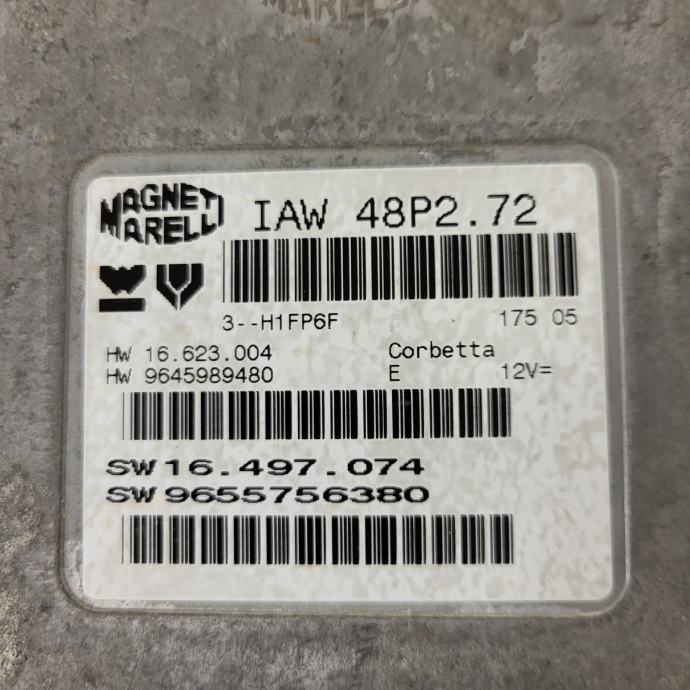 MARELLI
MAGNETI
MARELLI
IAW 48P2.72
3--H1FP6F 175 05
HW 16.623.004 Corbetta
HW 9645989480 E 12V=
SW16.497.074
SW9655756380